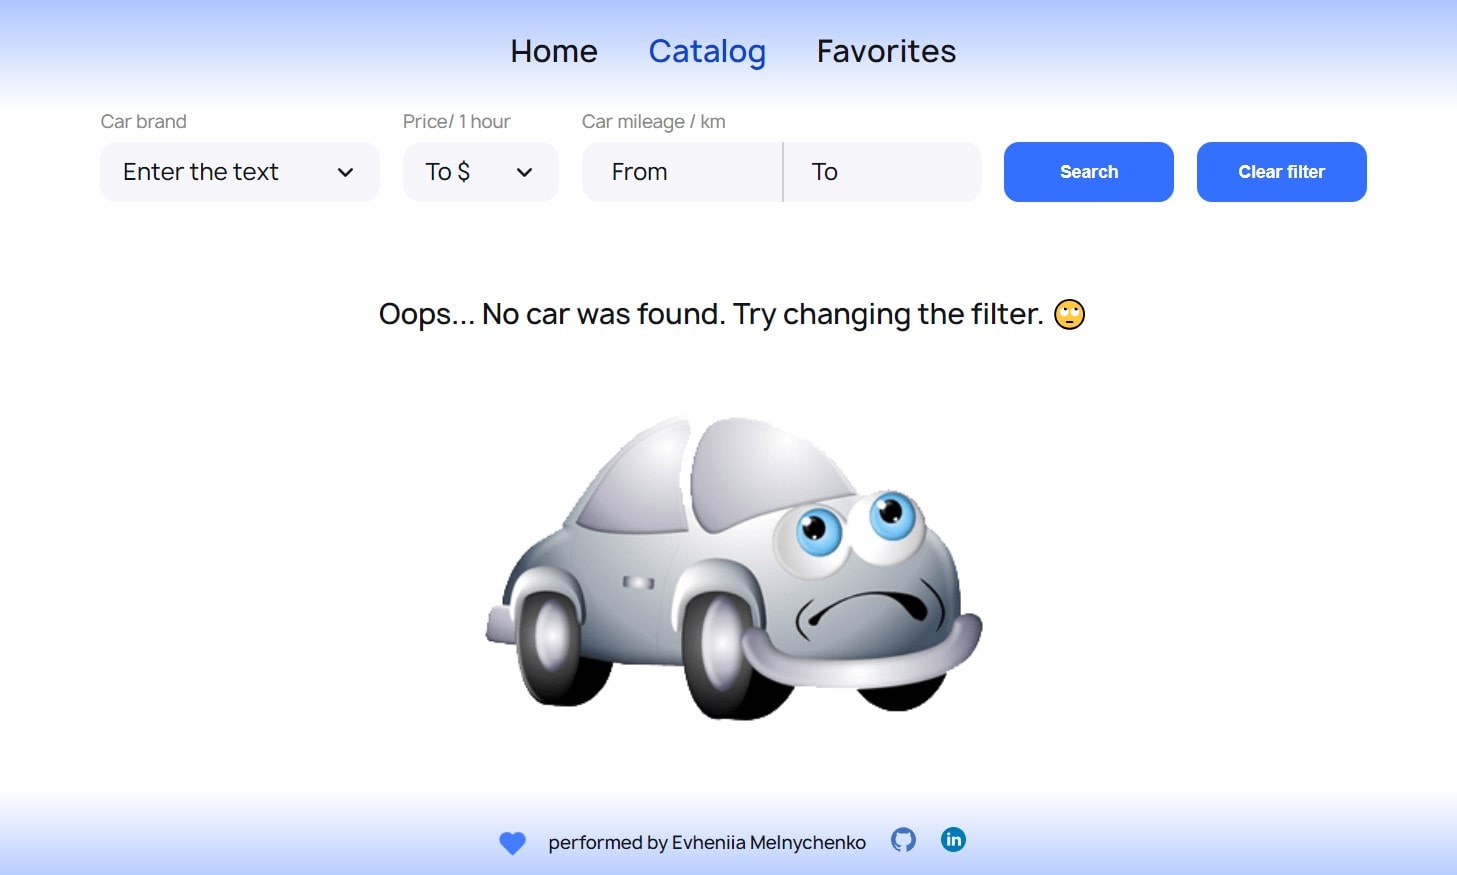 Home Catalog Favorites
Car brand Price/ 1 hour Car mileage / km
Enter the text To $ From To Search Clear filter
Oops... No car was found. Try changing the filter. 🙄
performed by Evheniia Melnychenko in